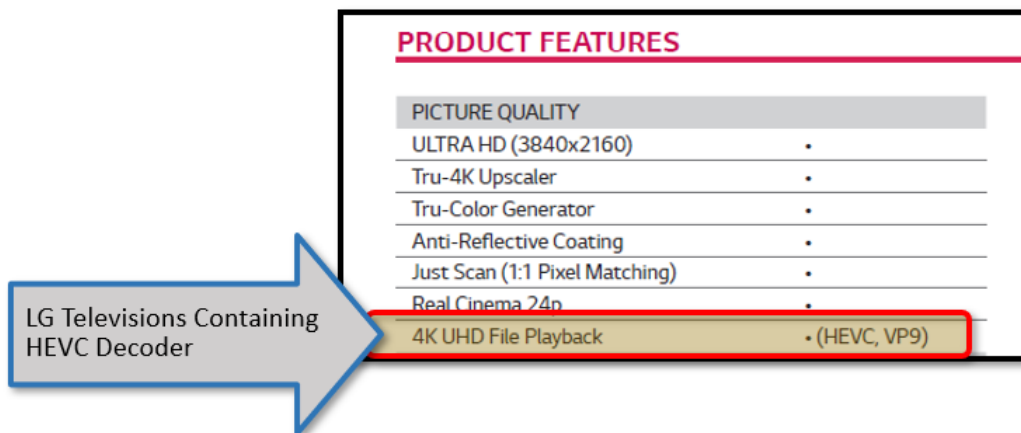 PRODUCT FEATURES
PICTURE QUALITY
ULTRA HD (3840x2160) •
Tru-4K Upscaler •
Tru-Color Generator •
Anti-Reflective Coating •
Just Scan (1:1 Pixel Matching) •
Real Cinema 24p •
4K UHD File Playback • (HEVC, VP9)
LG Televisions Containing
HEVC Decoder